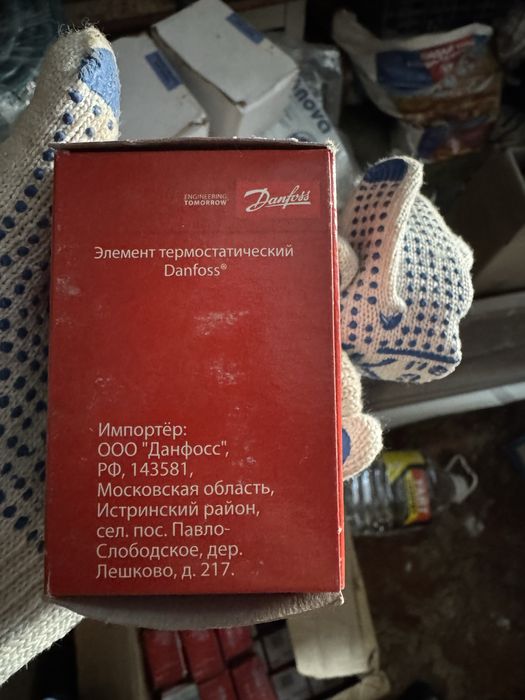 ENGINEERING
TOMORROW
Danfoss
Элемент термостатический
Danfoss®
Импортёр:
ООО "Данфосс",
РФ, 143581,
Московская область,
Истринский район,
сел. пос. Павло-
Слободское, дер.
Лешково, д. 217.